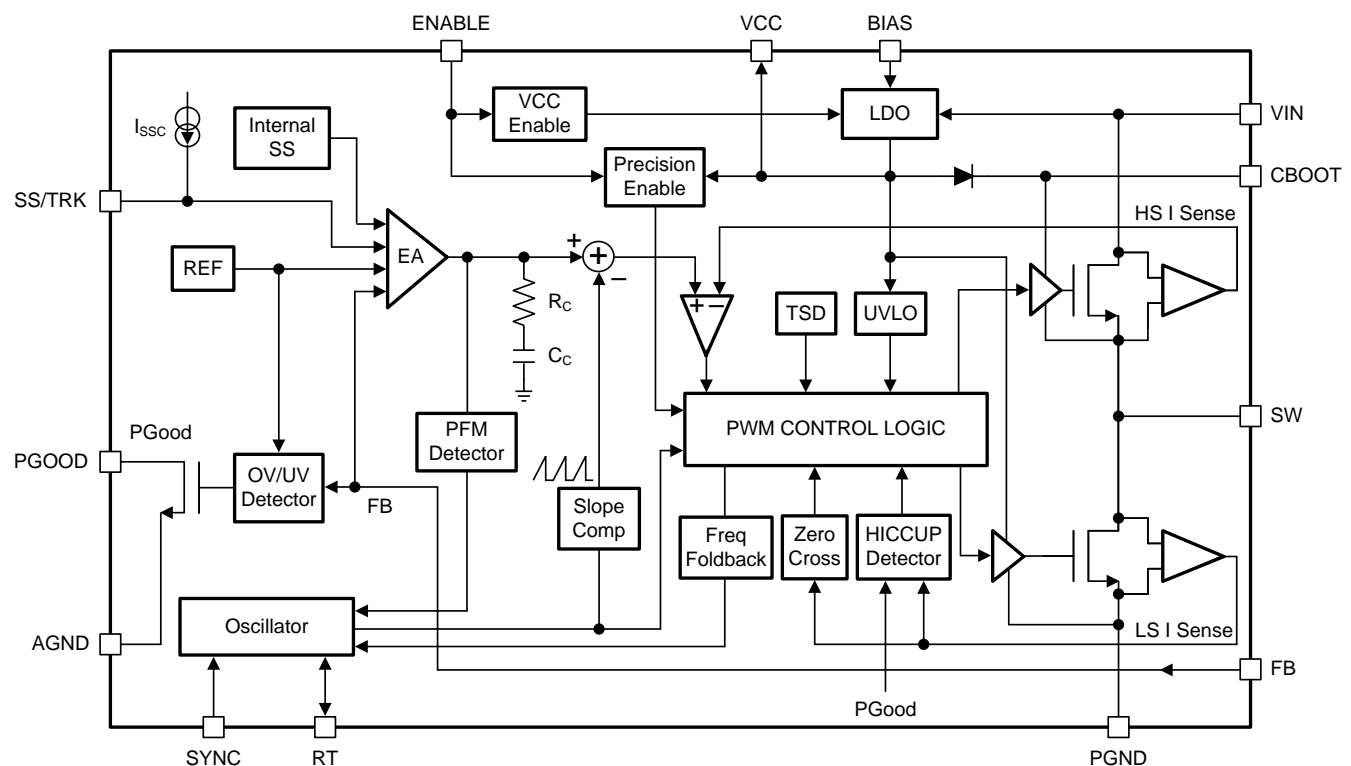 ENABLE
VCC
BIAS
ISSC
Internal
SS
VCC
Enable
LDO
VIN
Precision
Enable
CBOOT
SS/TRK
HS I Sense
EA
REF
+
+
−
+ −
RC
CC
TSD
UVLO
PWM CONTROL LOGIC
SW
PGood
PGOOD
OV/UV
Detector
FB
PFM
Detector
Slope
Comp
Freq
Foldback
Zero
Cross
HICCUP
Detector
Oscillator
LS I Sense
AGND
FB
PGood
SYNC
RT
PGND